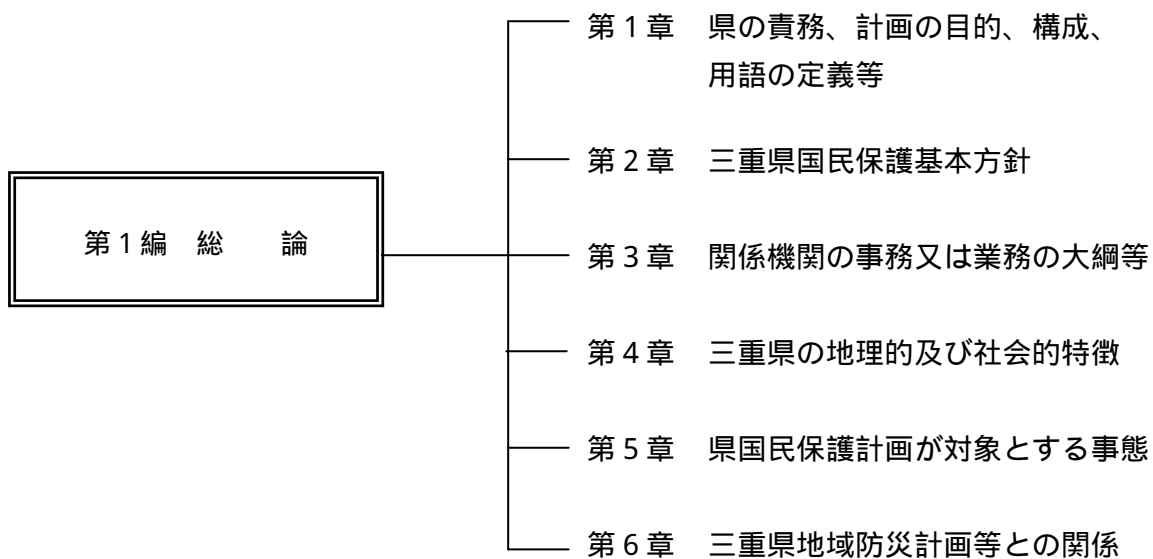 第１編　総　　論
第１章　県の責務、計画の目的、構成、
用語の定義等
第２章　三重県国民保護基本方針
第３章　関係機関の事務又は業務の大綱等
第４章　三重県の地理的及び社会的特徴
第５章　県国民保護計画が対象とする事態
第６章　三重県地域防災計画等との関係